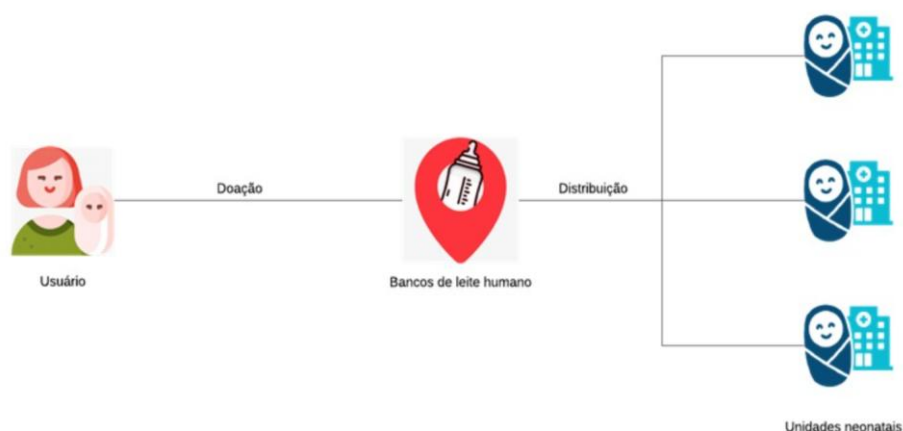 Doação
Distribuição
Usuário
Bancos de leite humano
Unidades neonatais